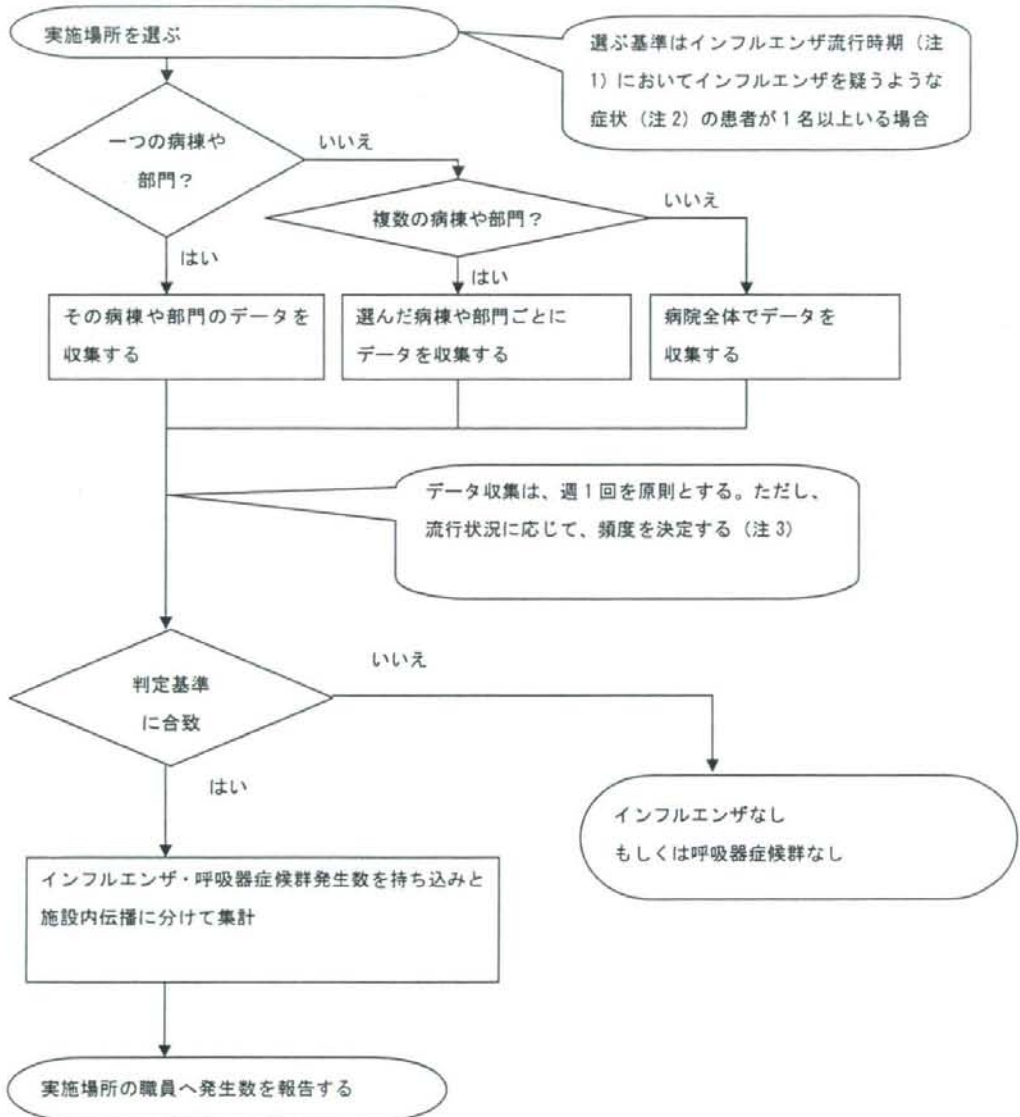 実施場所を選ぶ
選ぶ基準はインフルエンザ流行時期（注
1）においてインフルエンザを疑うような
症状（注2）の患者が1名以上いる場合
一つの病棟や
部門？
いいえ
複数の病棟や部門？
いいえ
はい
はい
その病棟や部門のデータを
収集する
選んだ病棟や部門ごとに
データを収集する
病院全体でデータを
収集する
データ収集は、週1回を原則とする。ただし、
流行状況に応じて、頻度を決定する（注3）
判定基準
に合致
いいえ
はい
インフルエンザなし
もしくは呼吸器症候群なし
インフルエンザ・呼吸器症候群発生数を持ち込みと
施設内伝播に分けて集計
実施場所の職員へ発生数を報告する